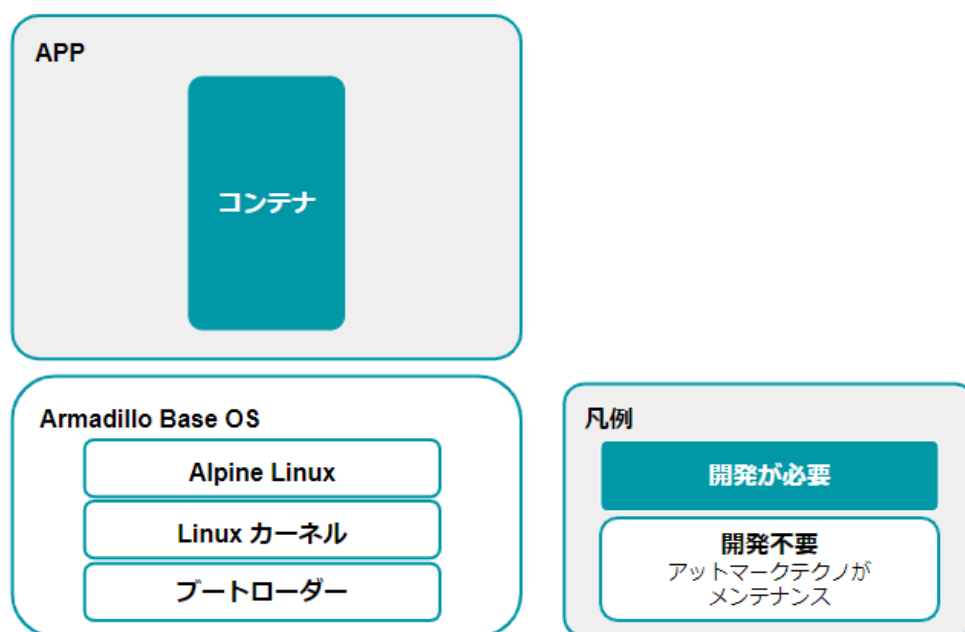 APP
コンテナ
Armadillo Base OS
Alpine Linux
Linux カーネル
ブートローダー
凡例
開発が必要
開発不要
アットマークテクノが
メンテナンス